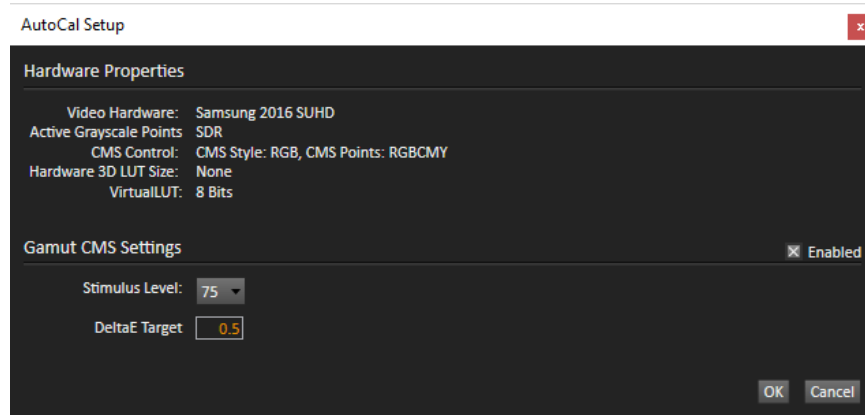 AutoCal Setup
x
Hardware Properties
Video Hardware: Samsung 2016 SUHD
Active Grayscale Points SDR
CMS Control: CMS Style: RGB, CMS Points: RGBCMY
Hardware 3D LUT Size: None
VirtualLUT: 8 Bits
Gamut CMS Settings
Enabled
Stimulus Level: 75
DeltaE Target 0.5
OK Cancel